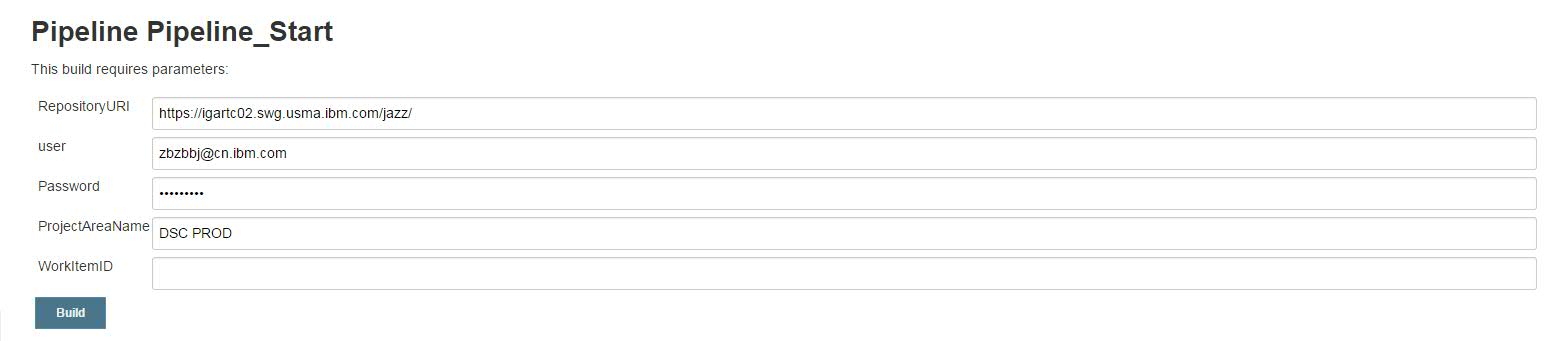 Pipeline Pipeline_Start
This build requires parameters:
RepositoryURI https://igartc02.swg.usma.ibm.com/jazz/
user zbzbbj@cn.ibm.com
Password •••••••••
ProjectAreaName DSC PROD
WorkItemID
Build